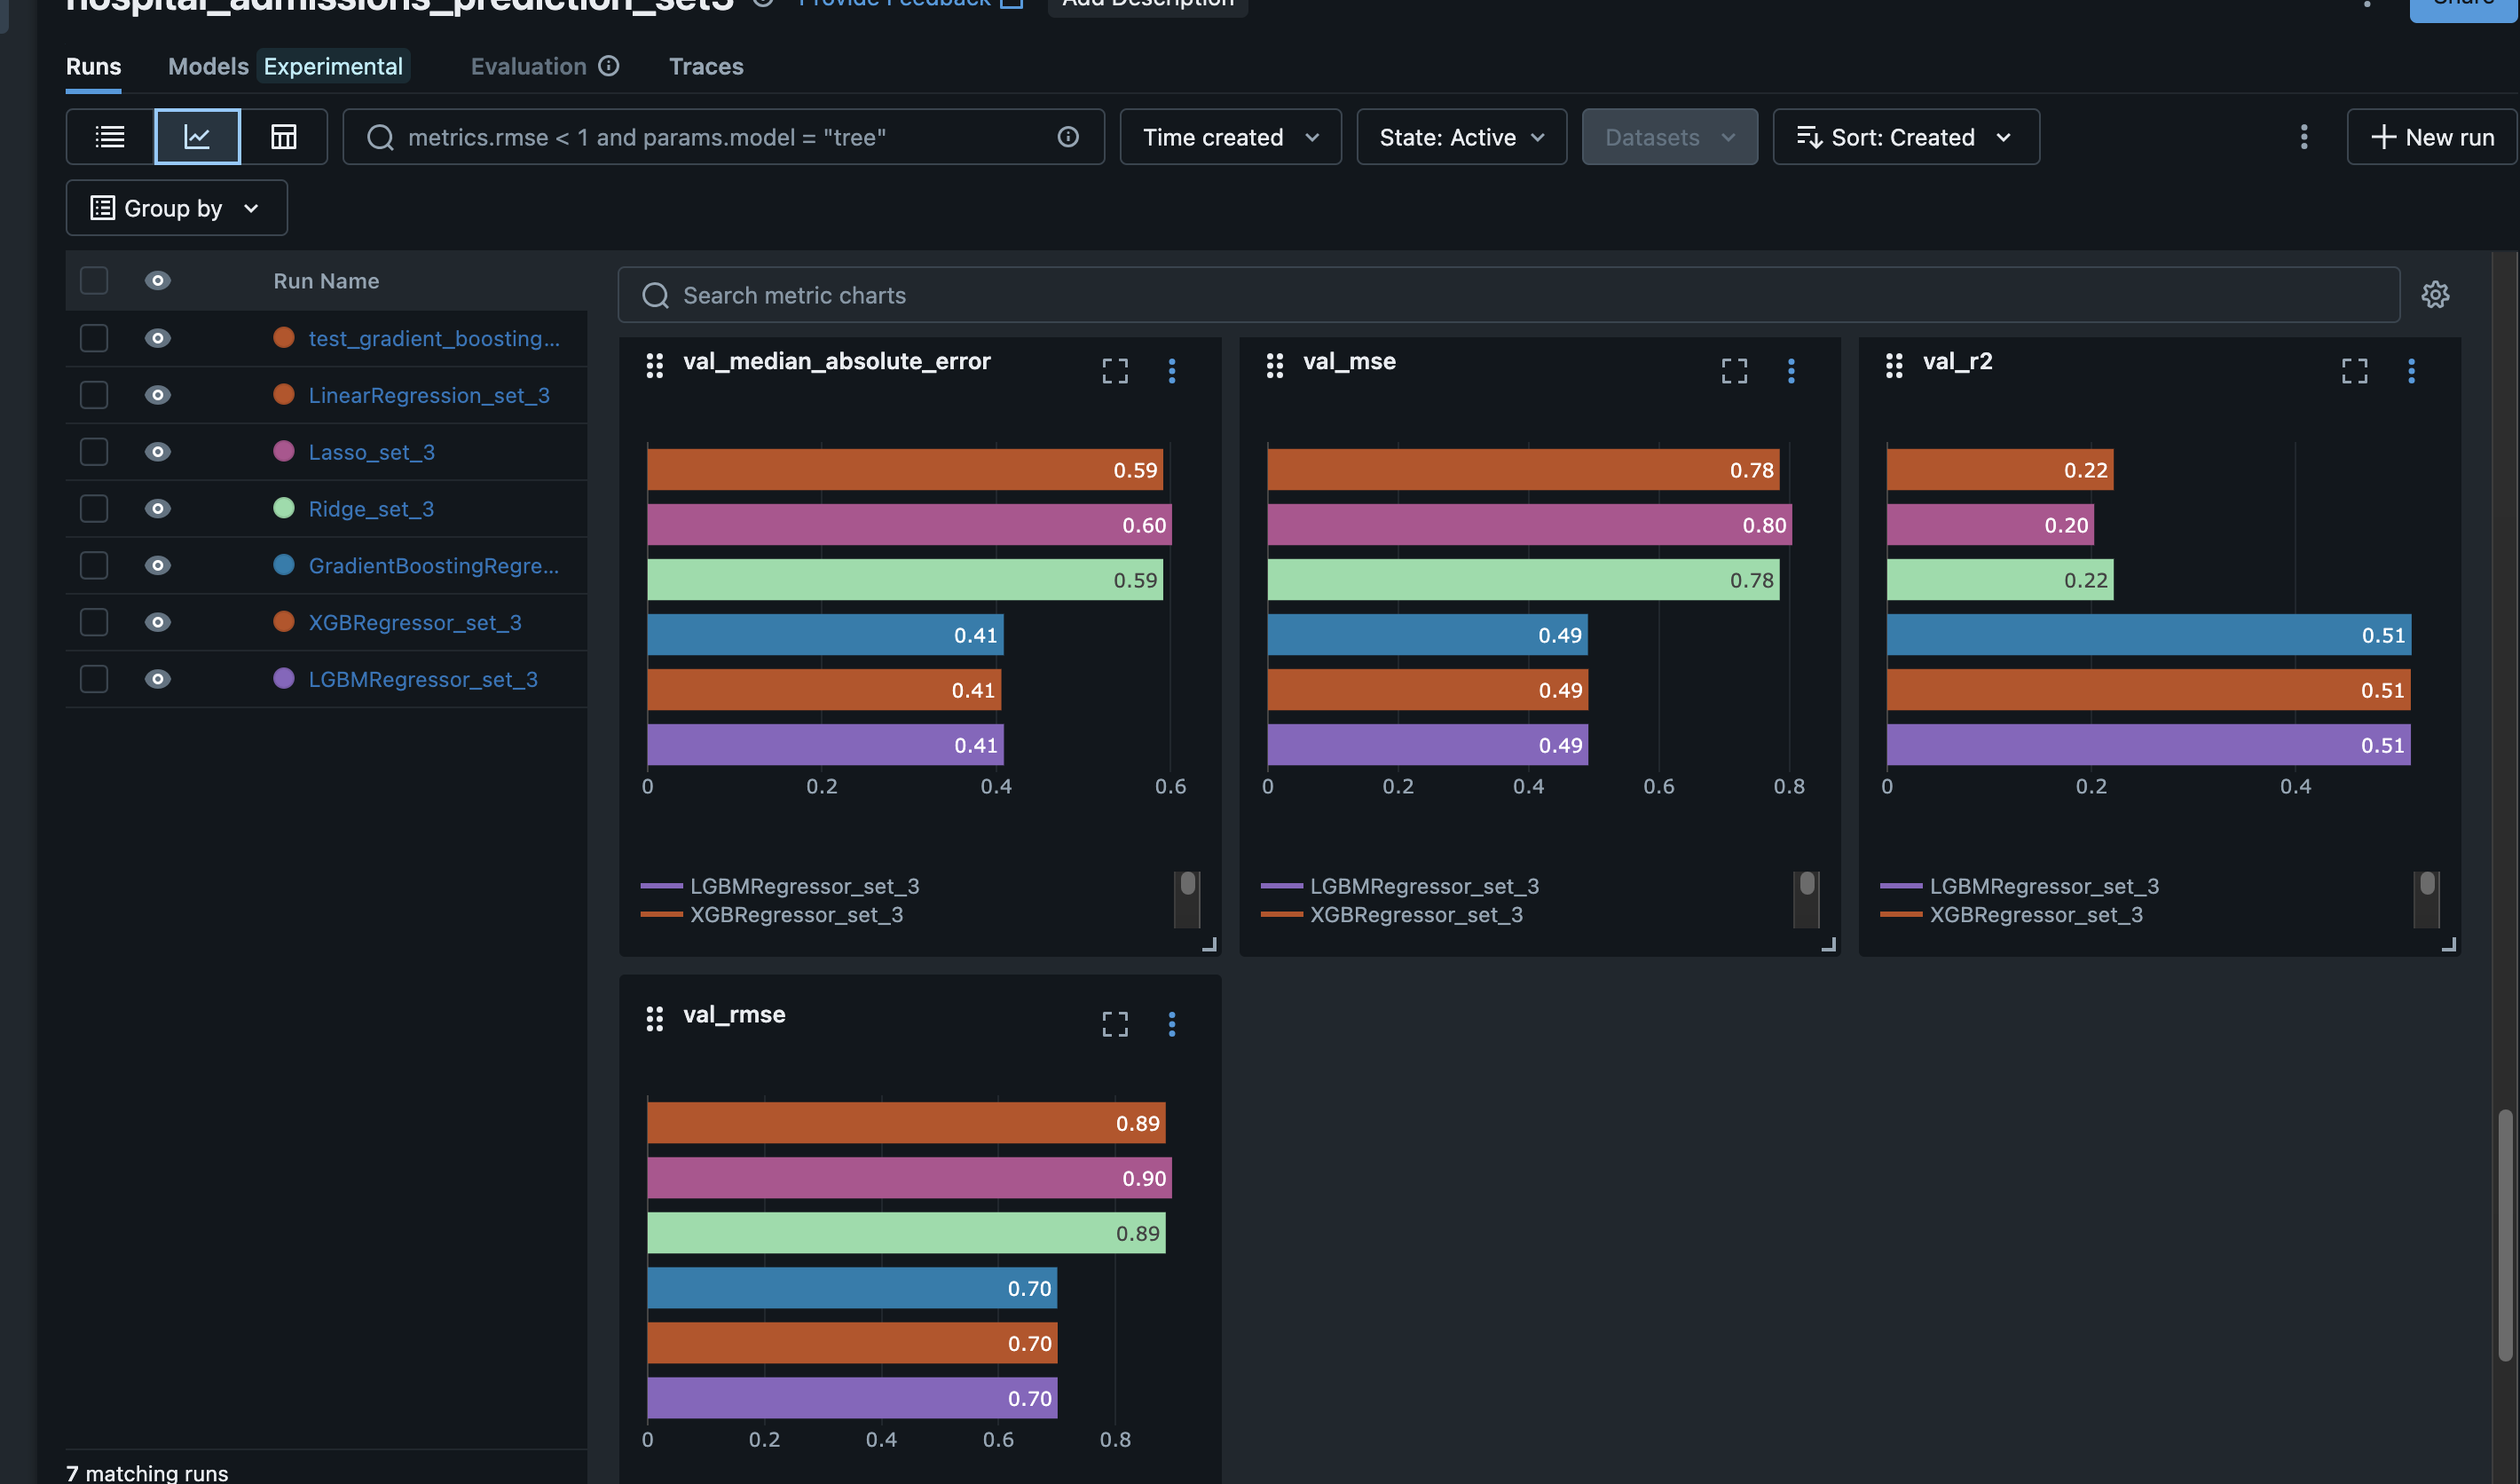 hospital_admissions_prediction_set3 Provide Feedback Add Description Share
Runs Models Experimental Evaluation Traces
metrics.rmse < 1 and params.model = "tree" Time created State: Active Datasets Sort: Created New run
Group by
Run Name
test_gradient_boosting...
LinearRegression_set_3
Lasso_set_3
Ridge_set_3
GradientBoostingRegre...
XGBRegressor_set_3
LGBMRegressor_set_3
7 matching runs
Search metric charts
val_median_absolute_error
0.59
0.60
0.59
0.41
0.41
0.41
0 0.2 0.4 0.6
LGBMRegressor_set_3
XGBRegressor_set_3
val_mse
0.78
0.80
0.78
0.49
0.49
0.49
0 0.2 0.4 0.6 0.8
LGBMRegressor_set_3
XGBRegressor_set_3
val_r2
0.22
0.20
0.22
0.51
0.51
0.51
0 0.2 0.4
LGBMRegressor_set_3
XGBRegressor_set_3
val_rmse
0.89
0.90
0.89
0.70
0.70
0.70
0 0.2 0.4 0.6 0.8